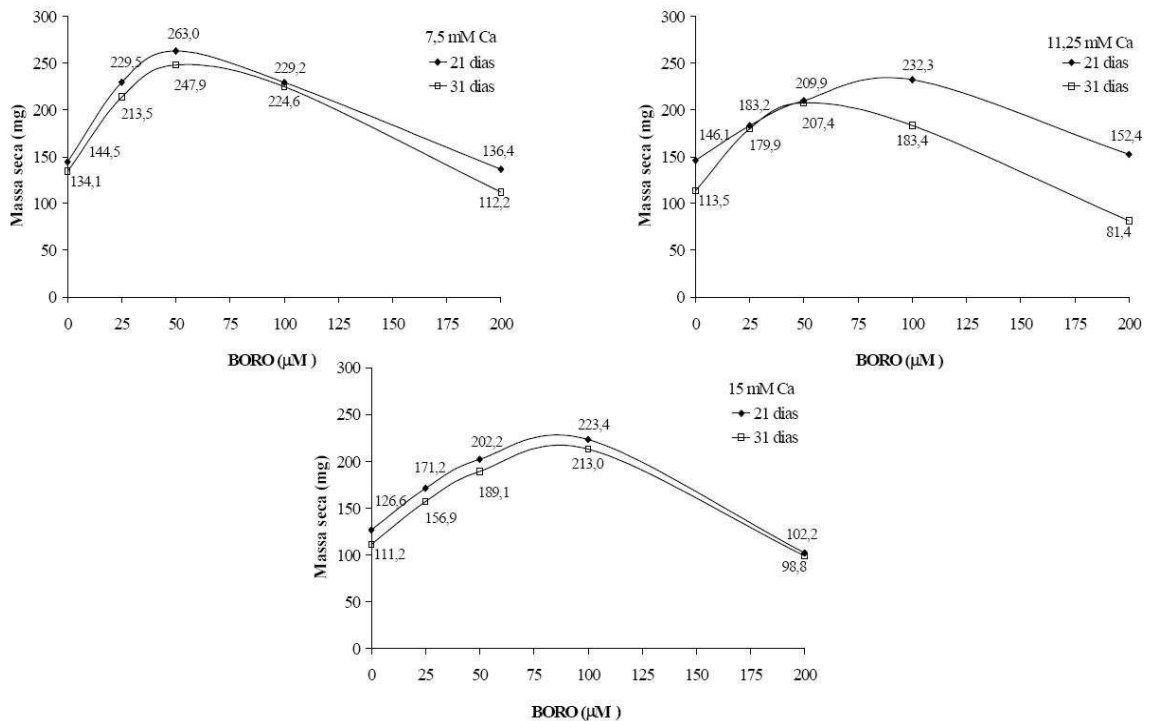 7,5 mM Ca
21 dias
31 dias
Massa seca (mg)
300
250
200
150
100
50
0
263,0
229,5
229,2
247,9
224,6
213,5
144,5
134,1
136,4
112,2
0 25 50 75 100 125 150 175 200
BORO (µM )
11,25 mM Ca
21 dias
31 dias
Massa seca (mg)
300
250
200
150
100
50
0
232,3
209,9
183,2
207,4
146,1
179,9
183,4
152,4
113,5
81,4
0 25 50 75 100 125 150 175 200
BORO (µM )
15 mM Ca
21 dias
31 dias
Massa seca (mg)
300
250
200
150
100
50
0
223,4
202,2
213,0
171,2
189,1
126,6
156,9
111,2
102,2
98,8
0 25 50 75 100 125 150 175 200
BORO (µM )